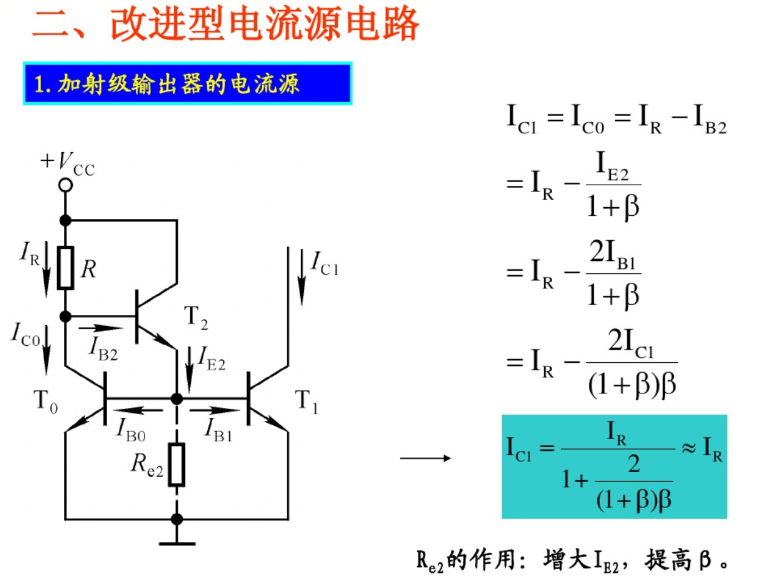 二、改进型电流源电路
1.加射级输出器的电流源
I_C1 = I_C0 = I_R − I_B2
= I_R − I_E2 / (1+β)
= I_R − 2I_B1 / (1+β)
= I_R − 2I_C1 / ((1+β)β)
I_C1 = I_R / (1 + 2 / ((1+β)β)) ≈ I_R
+V_CC
I_R
R
I_C1
T_2
I_C0
I_B2
I_E2
T_0
T_1
I_B0
I_B1
R_e2
R_e2的作用：增大I_E2，提高β。